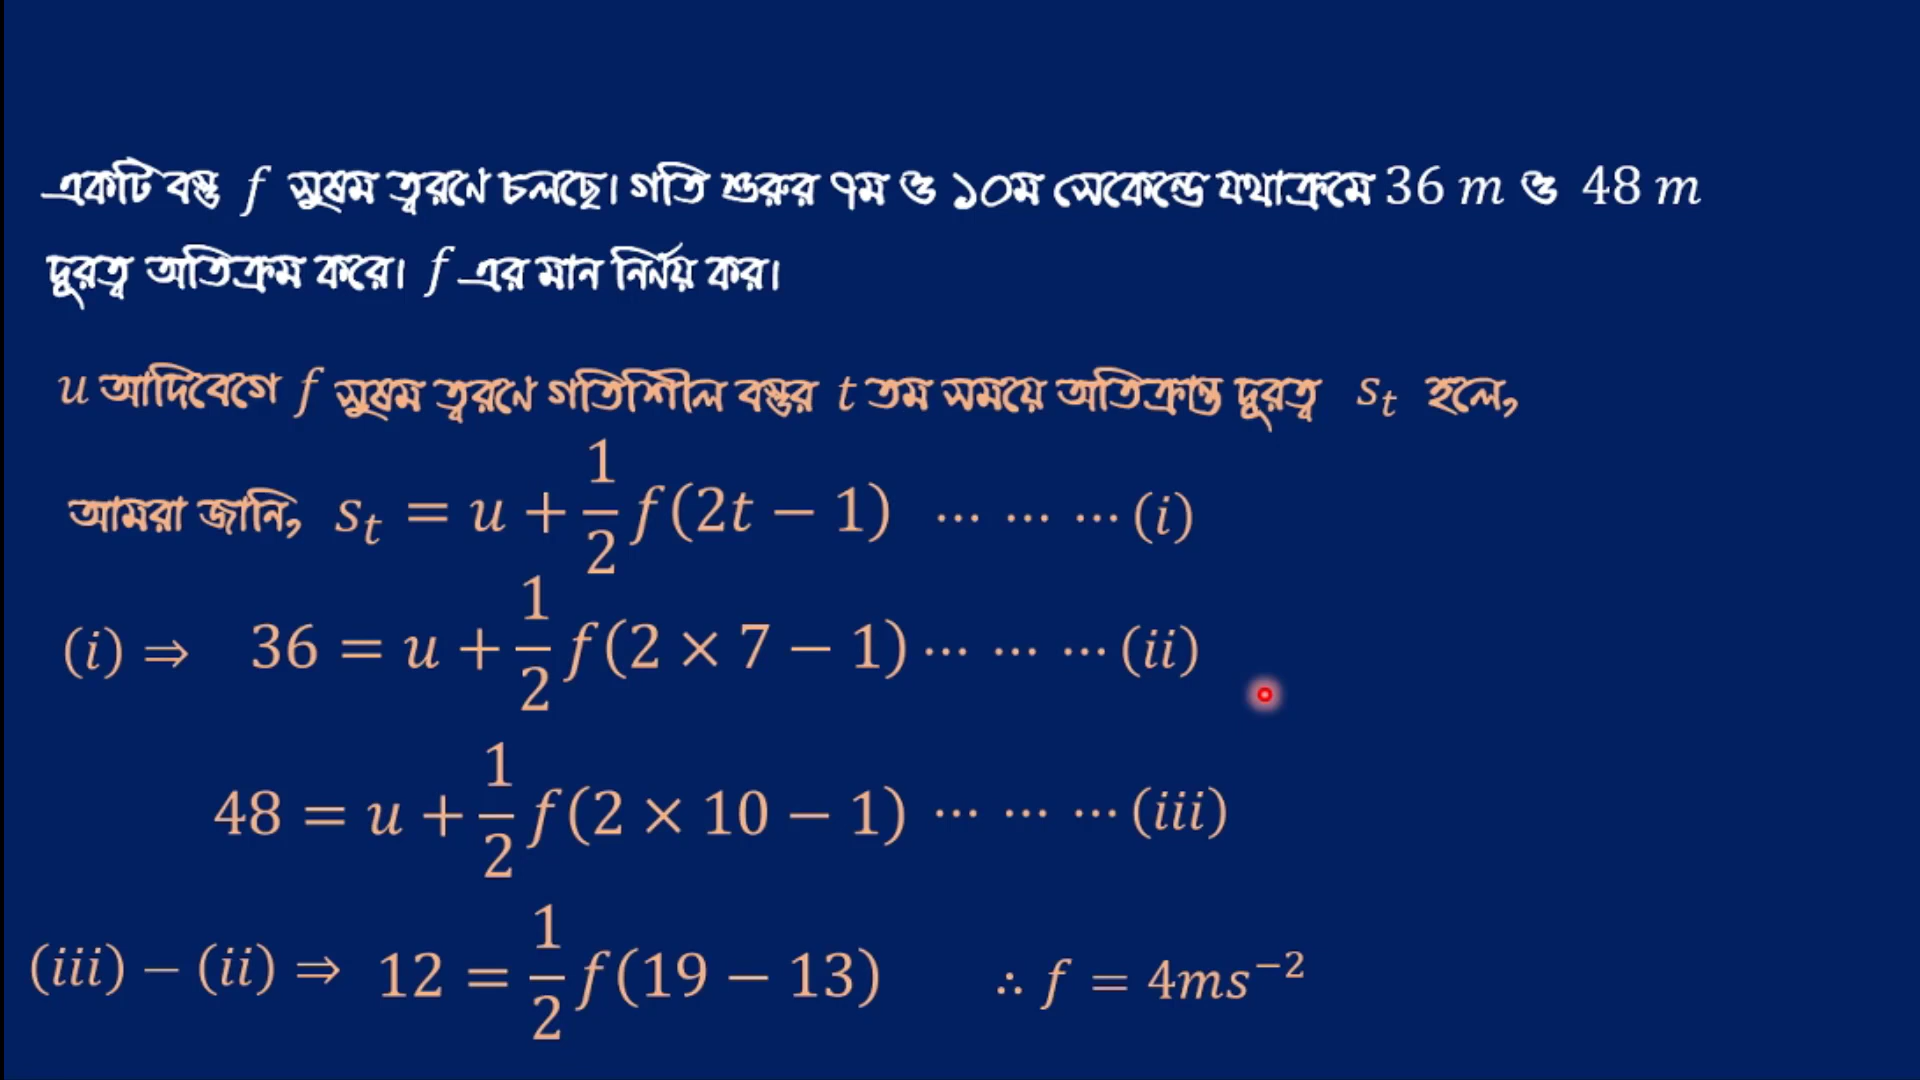 একটি বস্তু f সুষম ত্বরণে চলছে। গতি শুরুর ৭ম ও ১০ম সেকেন্ডে যথাক্রমে 36 m ও 48 m
দূরত্ব অতিক্রম করে। f এর মান নির্ণয় কর।
u আদিবেগে f সুষম ত্বরণে গতিশীল বস্তুর t তম সময়ে অতিক্রান্ত দূরত্ব s_t হলে,
আমরা জানি, s_t = u + 1/2 f(2t − 1) ⋯ ⋯ ⋯ (i)
(i) ⇒ 36 = u + 1/2 f(2 × 7 − 1) ⋯ ⋯ ⋯ (ii)
48 = u + 1/2 f(2 × 10 − 1) ⋯ ⋯ ⋯ (iii)
(iii) − (ii) ⇒ 12 = 1/2 f(19 − 13) ∴ f = 4ms⁻²